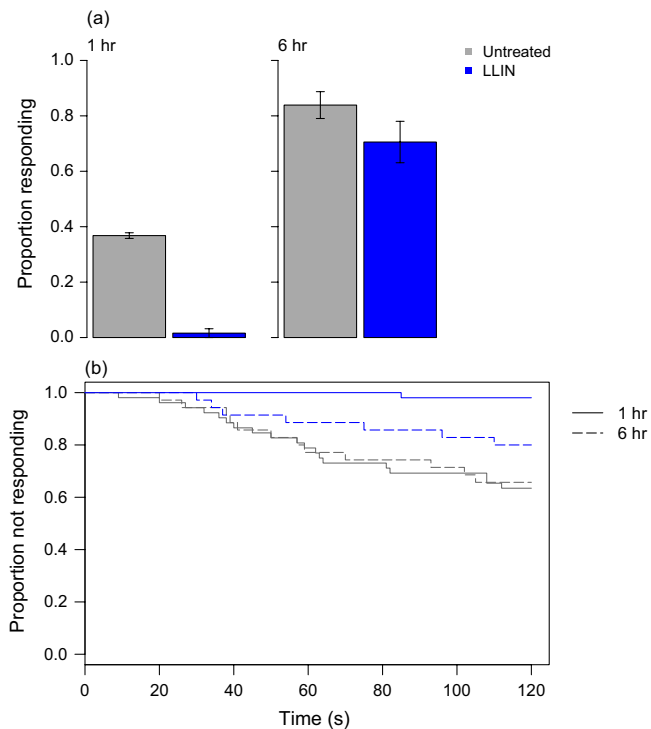 (a)
1 hr
6 hr
Untreated
LLIN
Proportion responding
1.0
0.8
0.6
0.4
0.2
0.0
(b)
Proportion not responding
1.0
0.8
0.6
0.4
0.2
0.0
1 hr
6 hr
0 20 40 60 80 100 120
Time (s)